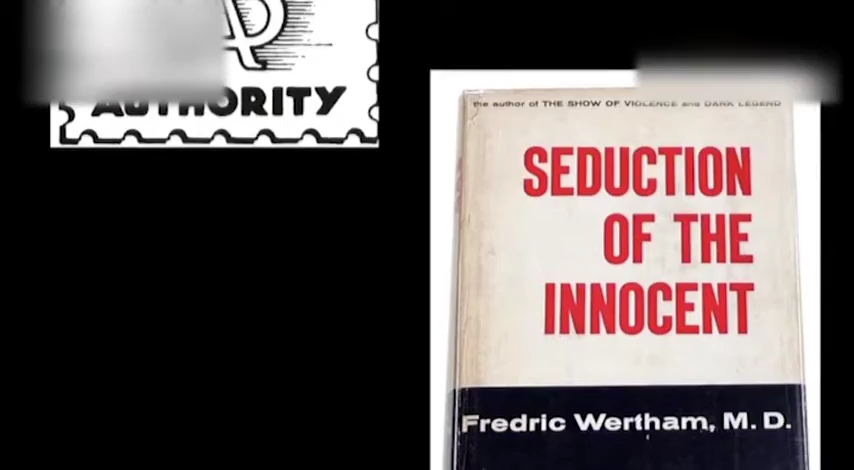 AUTHORITY
the author of THE SHOW OF VIOLENCE and DARK LEGEND
SEDUCTION
OF THE
INNOCENT
Fredric Wertham, M. D.